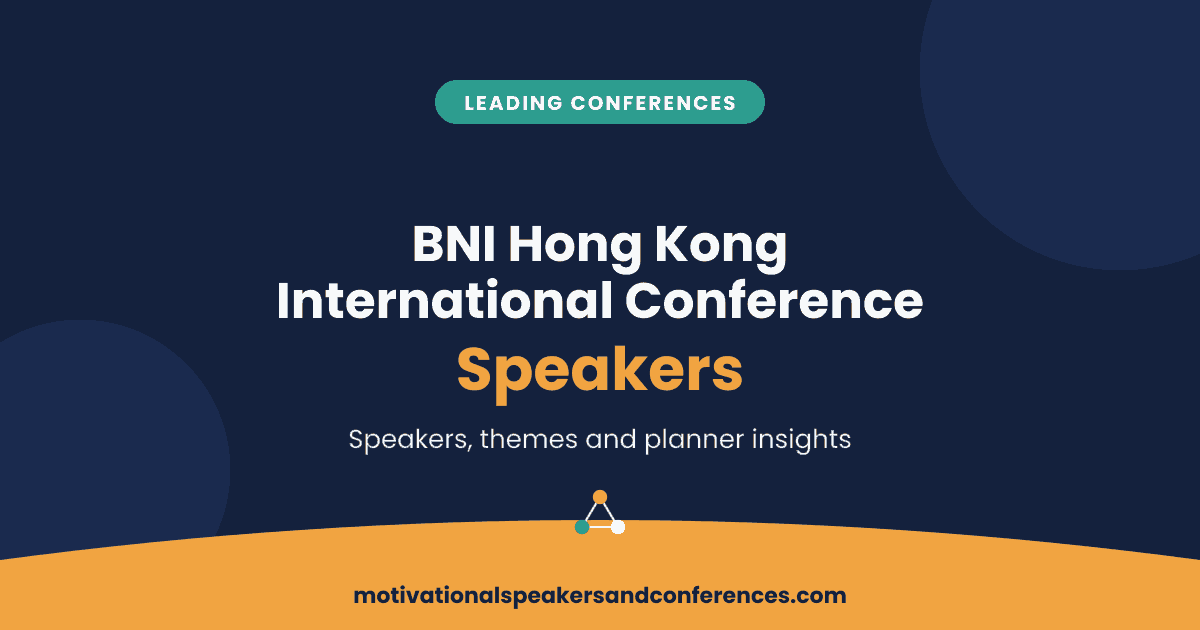 LEADING CONFERENCES
BNI Hong Kong
International Conference
Speakers
Speakers, themes and planner insights
motivationalspeakersandconferences.com